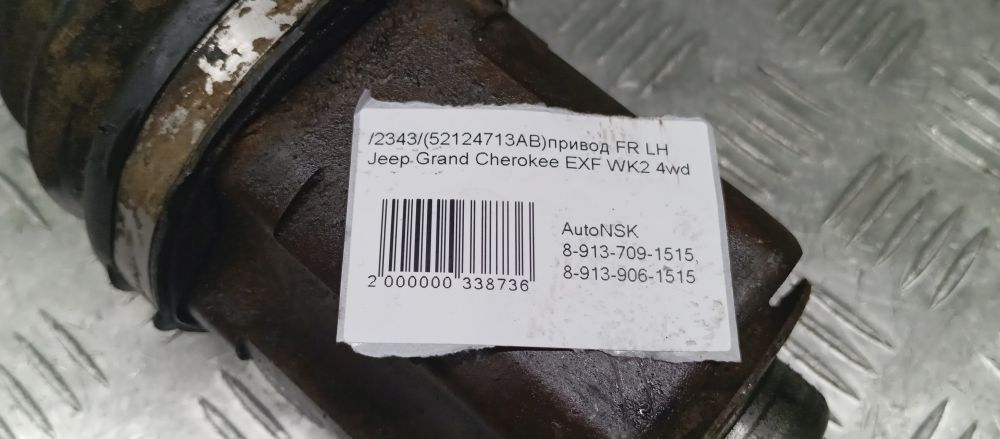 /2343/(52124713AB)привод FR LH
Jeep Grand Cherokee EXF WK2 4wd
AutoNSK
8-913-709-1515,
8-913-906-1515
2 000000 338736